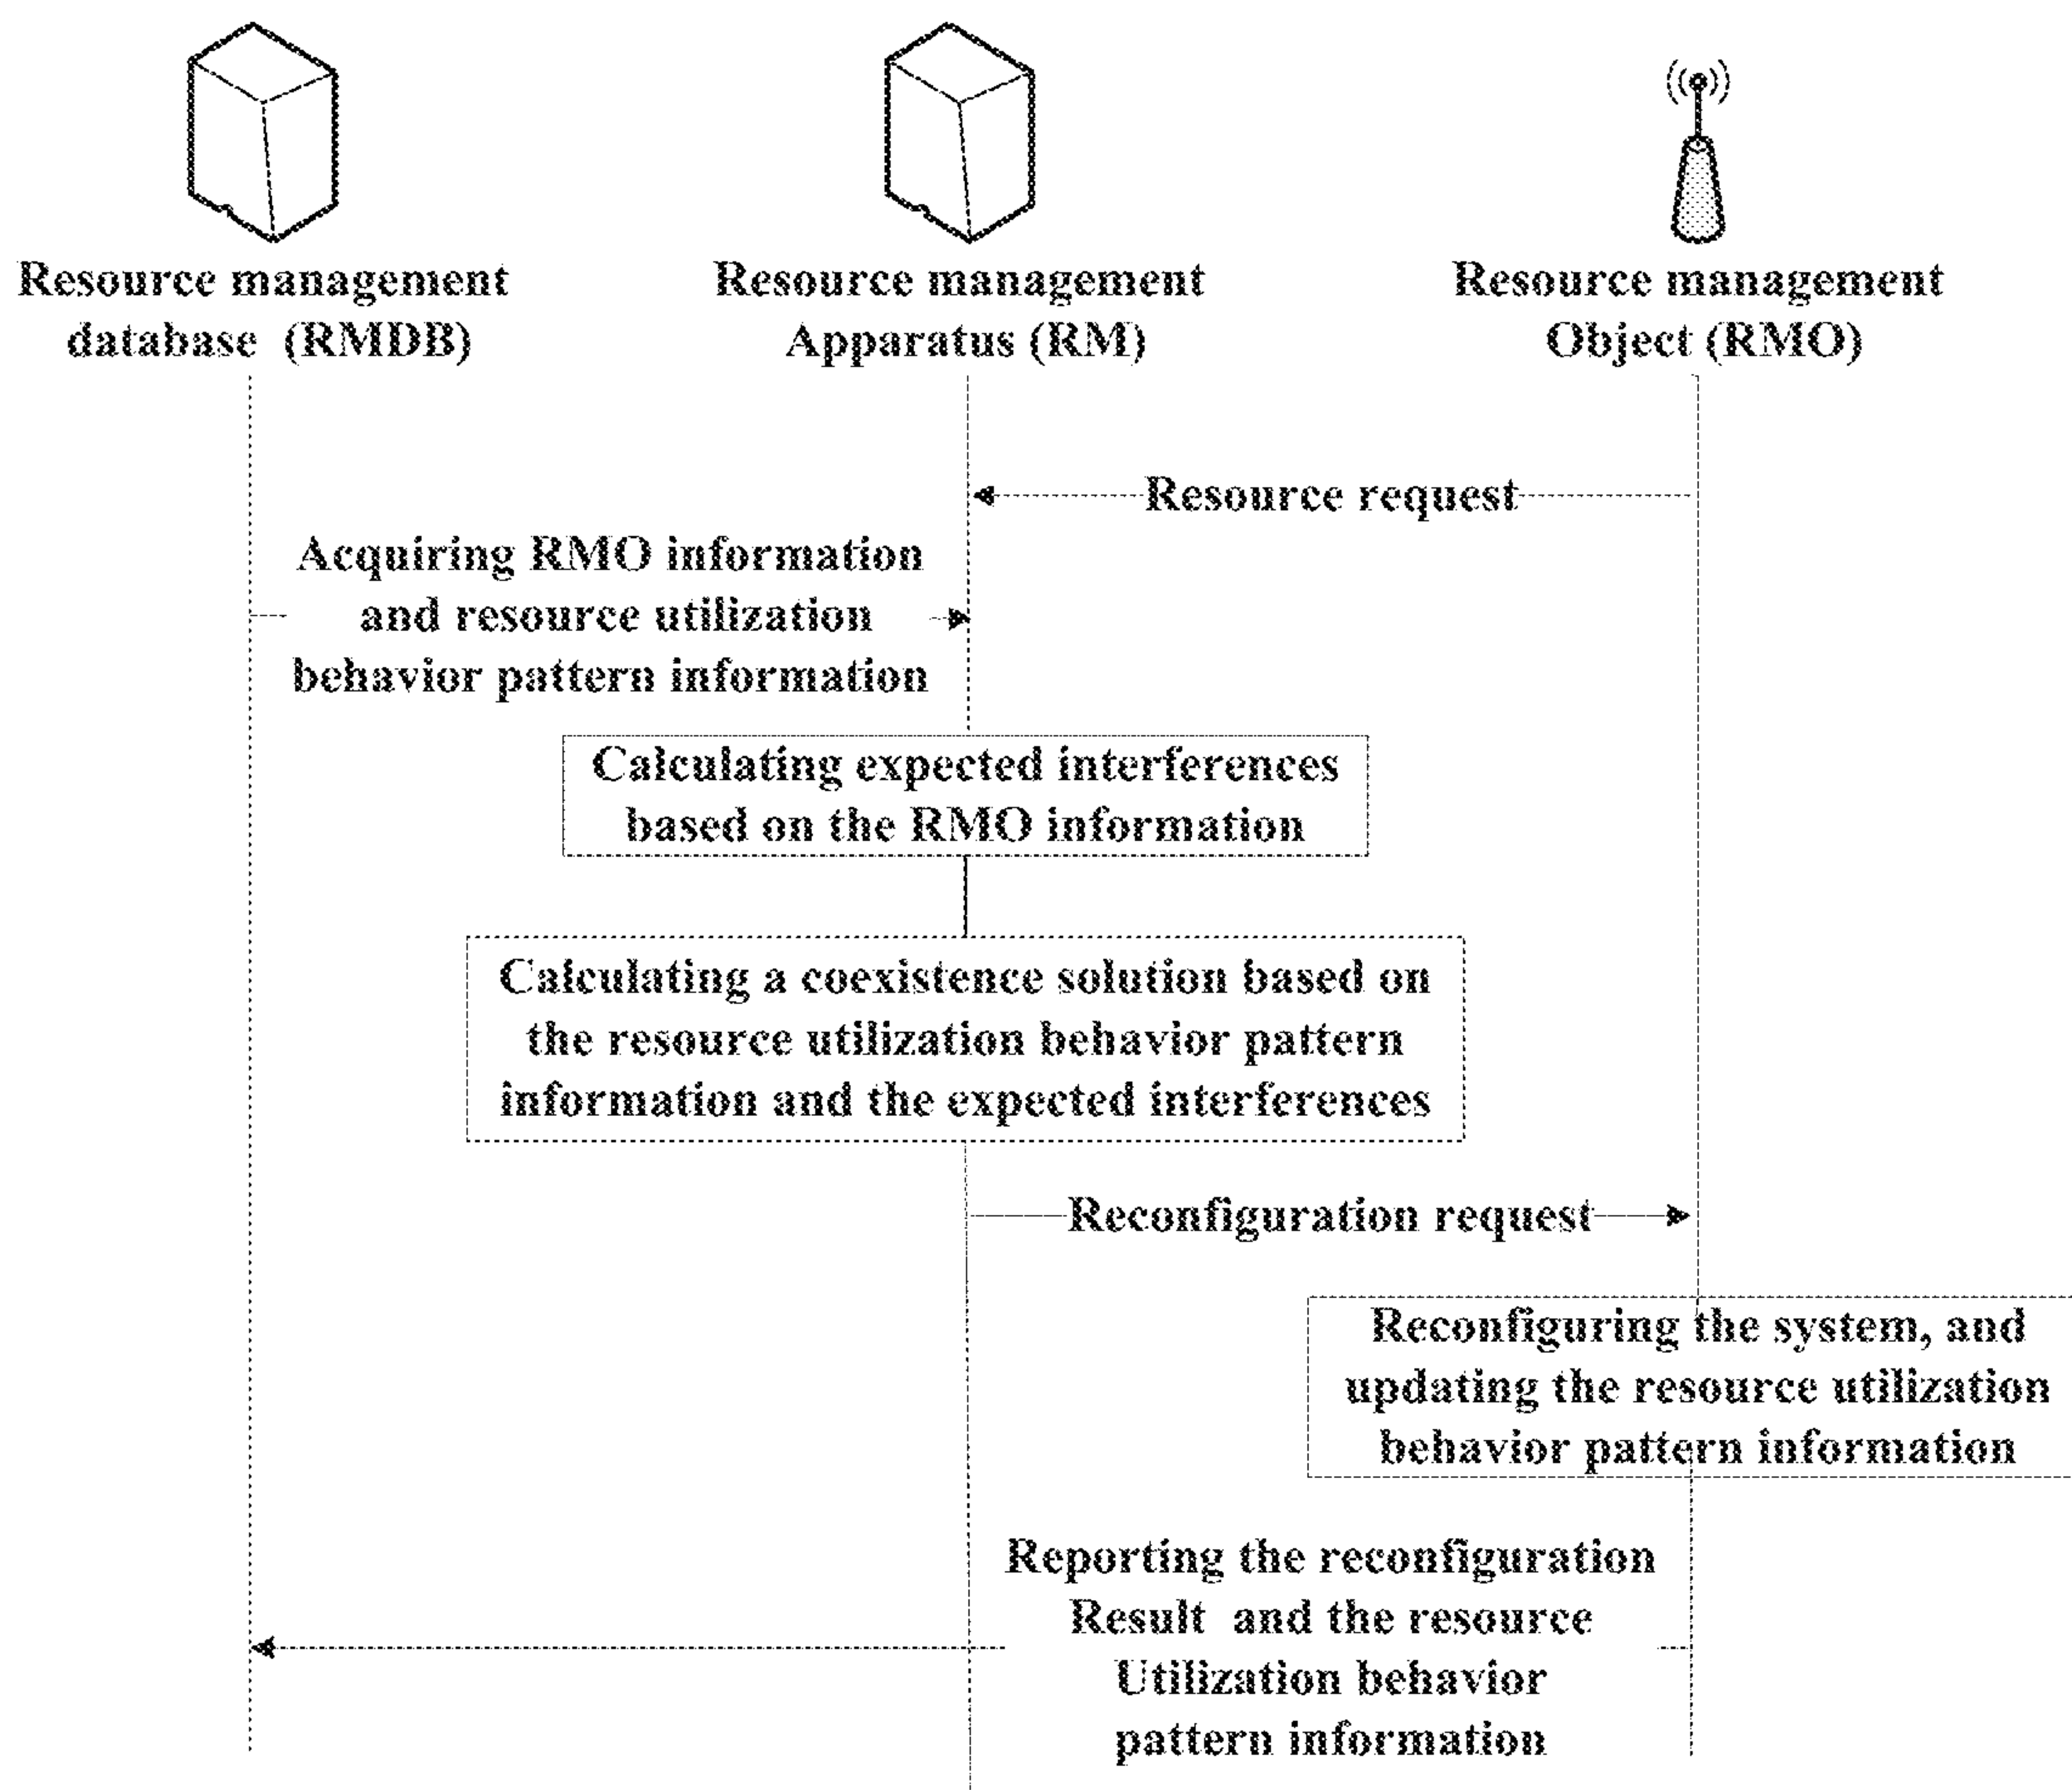 Resource management
database (RMDB)
Resource management
Apparatus (RM)
Resource management
Object (RMO)
Resource request
Acquiring RMO information
and resource utilization
behavior pattern information
Calculating expected interferences
based on the RMO information
Calculating a coexistence solution based on
the resource utilization behavior pattern
information and the expected interferences
Reconfiguration request
Reconfiguring the system, and
updating the resource utilization
behavior pattern information
Reporting the reconfiguration
Result and the resource
Utilization behavior
pattern information